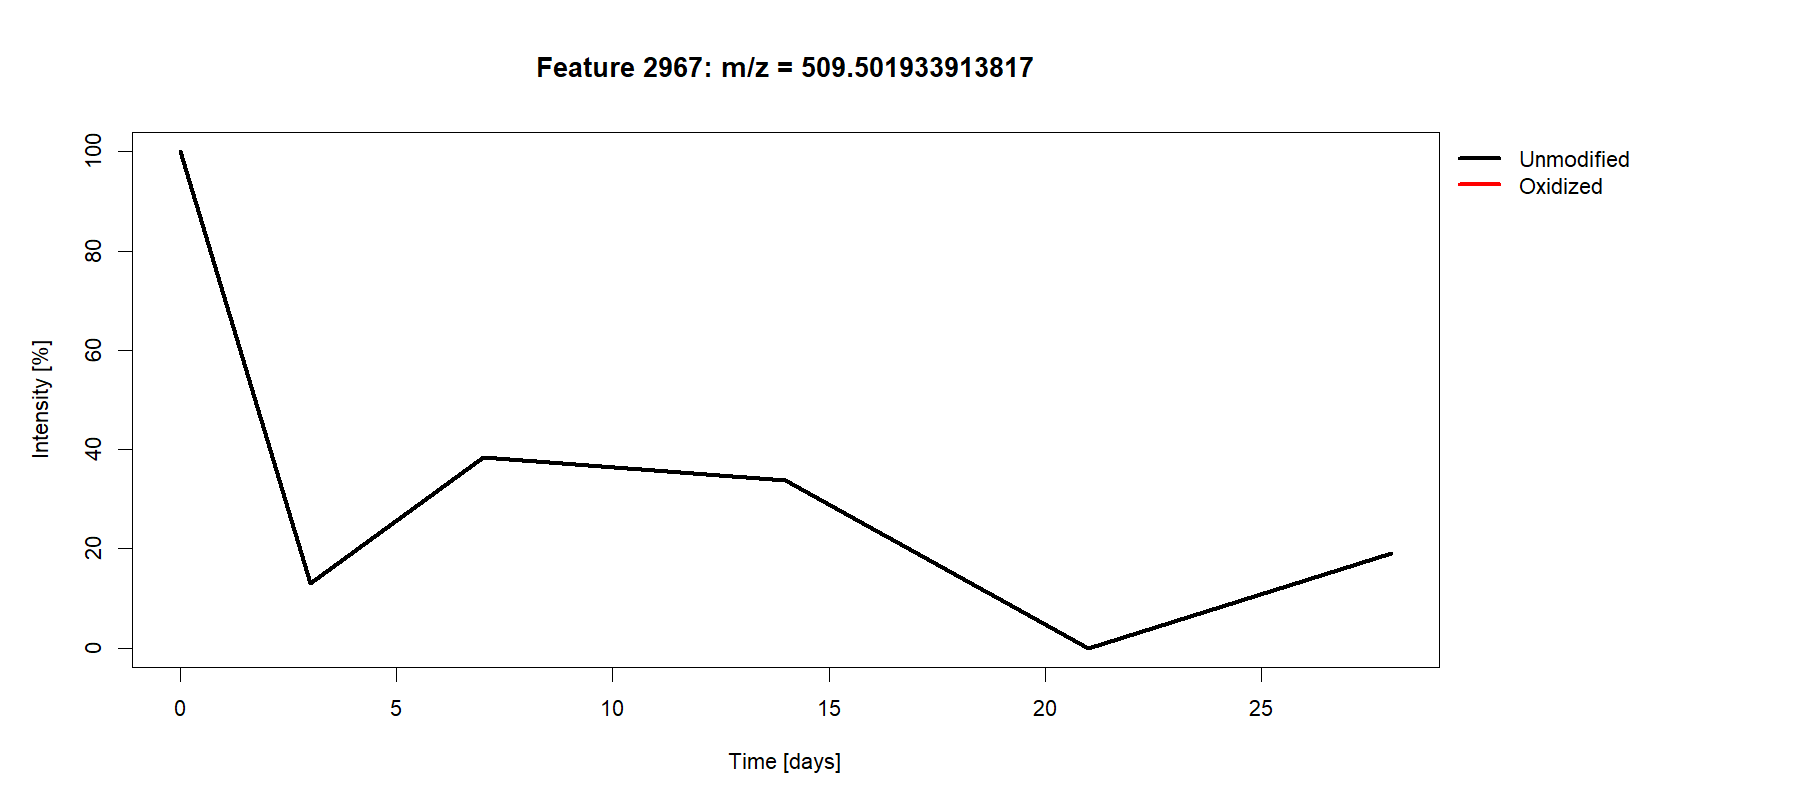 Feature 2967: m/z = 509.501933913817
Unmodified
Oxidized
Intensity [%]
100
80
60
40
20
0
0 5 10 15 20 25
Time [days]